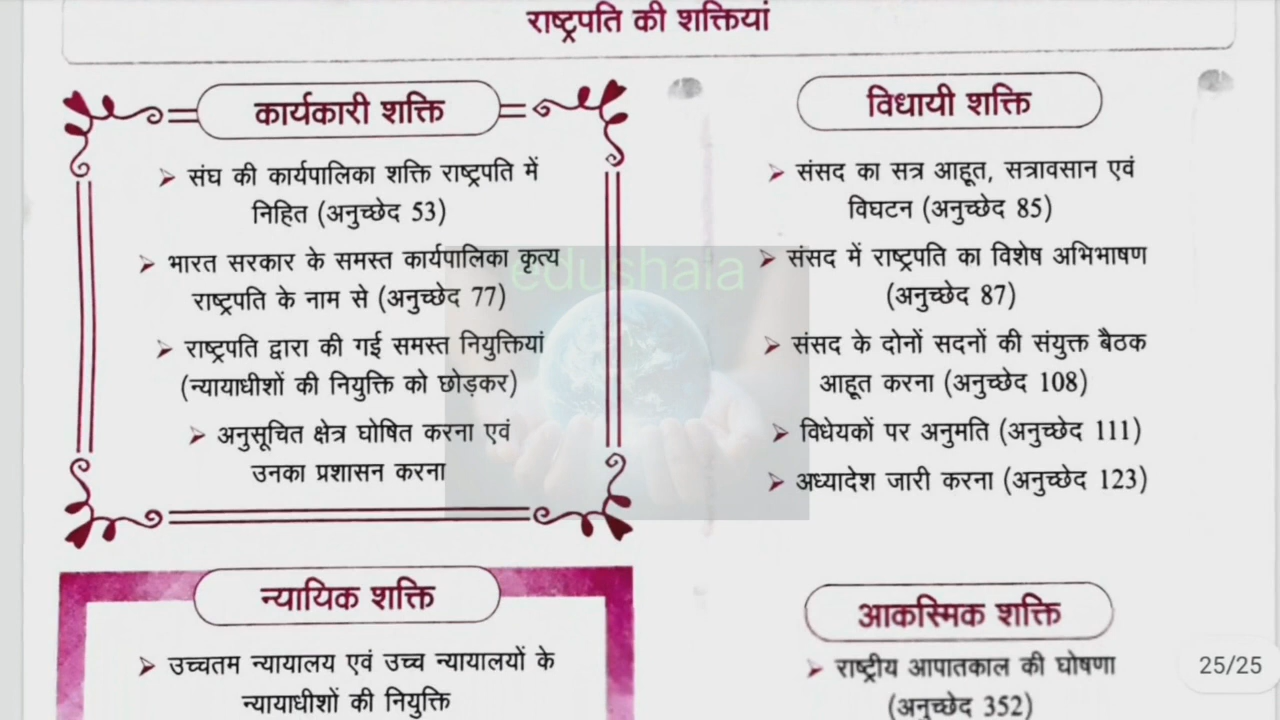 राष्ट्रपति की शक्तियां
कार्यकारी शक्ति
➢ संघ की कार्यपालिका शक्ति राष्ट्रपति में
निहित (अनुच्छेद 53)
➢ भारत सरकार के समस्त कार्यपालिका कृत्य
राष्ट्रपति के नाम से (अनुच्छेद 77)
➢ राष्ट्रपति द्वारा की गई समस्त नियुक्तियां
(न्यायाधीशों की नियुक्ति को छोड़कर)
➢ अनुसूचित क्षेत्र घोषित करना एवं
उनका प्रशासन करना
विधायी शक्ति
➢ संसद का सत्र आहूत, सत्रावसान एवं
विघटन (अनुच्छेद 85)
➢ संसद में राष्ट्रपति का विशेष अभिभाषण
(अनुच्छेद 87)
➢ संसद के दोनों सदनों की संयुक्त बैठक
आहूत करना (अनुच्छेद 108)
➢ विधेयकों पर अनुमति (अनुच्छेद 111)
➢ अध्यादेश जारी करना (अनुच्छेद 123)
edushala
न्यायिक शक्ति
➢ उच्चतम न्यायालय एवं उच्च न्यायालयों के
न्यायाधीशों की नियुक्ति
आकस्मिक शक्ति
➢ राष्ट्रीय आपातकाल की घोषणा
(अनुच्छेद 352)
25/25